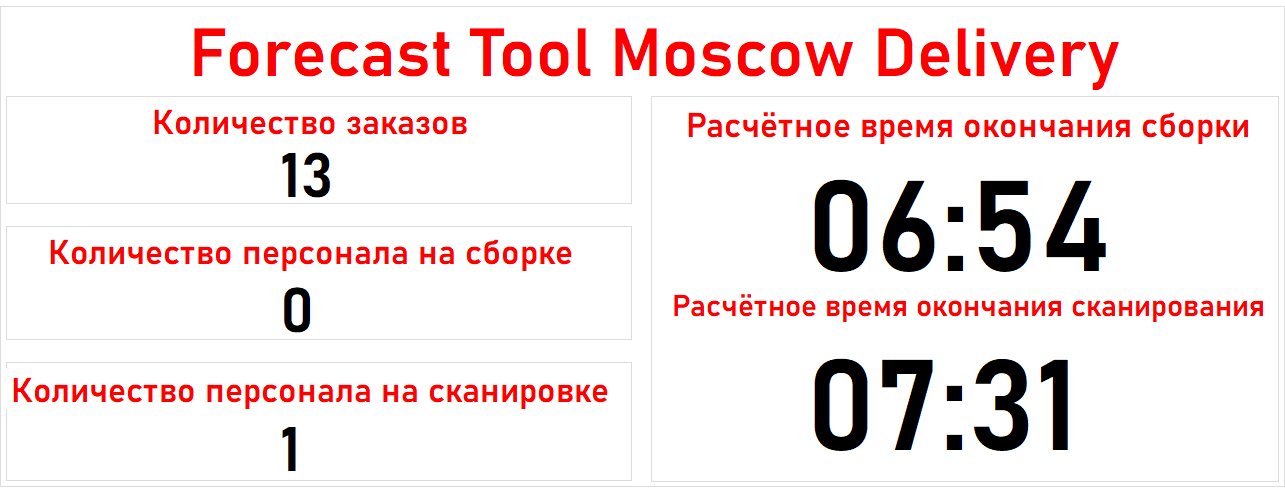 Forecast Tool Moscow Delivery
Количество заказов
13
Количество персонала на сборке
0
Количество персонала на сканировке
1
Расчётное время окончания сборки
06:54
Расчётное время окончания сканирования
07:31